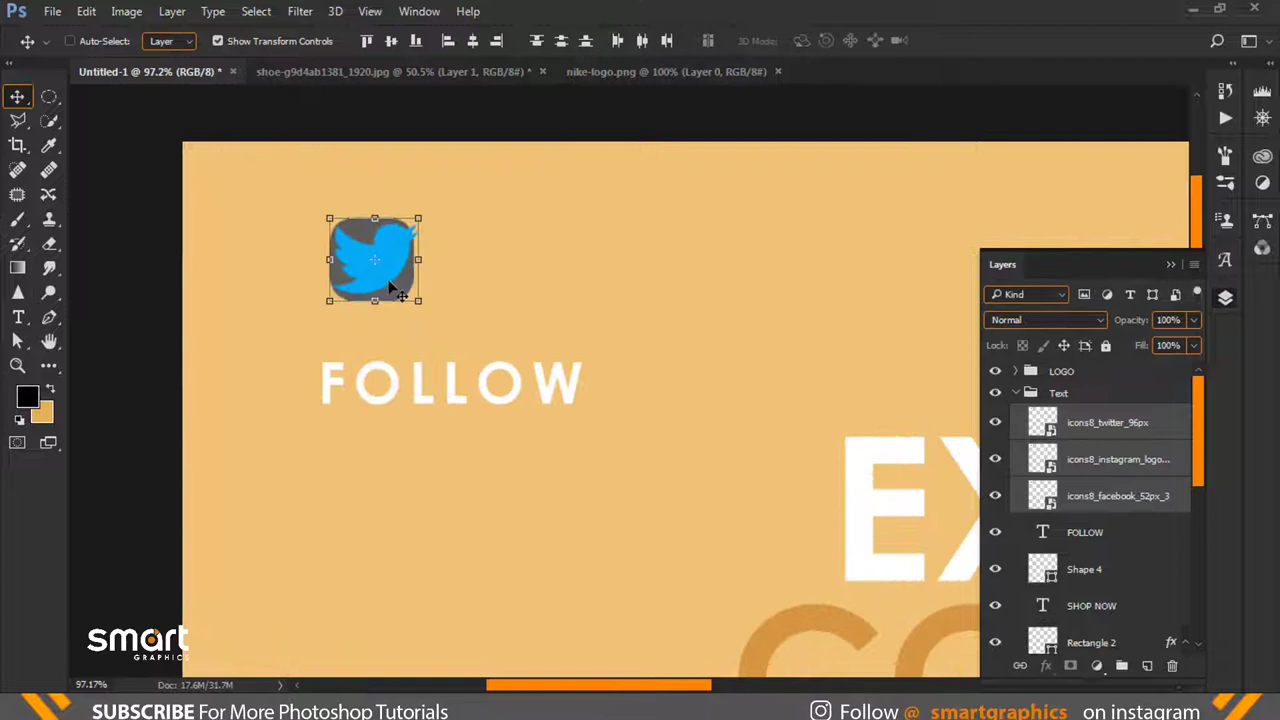 Ps File Edit Image Layer Type Select Filter 3D View Window Help
Auto-Select: Layer Show Transform Controls 3D Mode:
Untitled-1 @ 97.2% (RGB/8) * × shoe-g9d4ab1381_1920.jpg @ 50.5% (Layer 1, RGB/8#) * × nike-logo.png @ 100% (Layer 0, RGB/8#) ×
FOLLOW
EX
CO
Layers
Kind
Normal Opacity: 100%
Lock: Fill: 100%
LOGO
Text
icons8_twitter_96px
icons8_instagram_logo...
icons8_facebook_52px_3
FOLLOW
Shape 4
SHOP NOW
Rectangle 2 fx
smart
GRAPHICS
97.17% Doc: 17.6M/31.7M
SUBSCRIBE For More Photoshop Tutorials
Follow @ smartgraphics on instagram